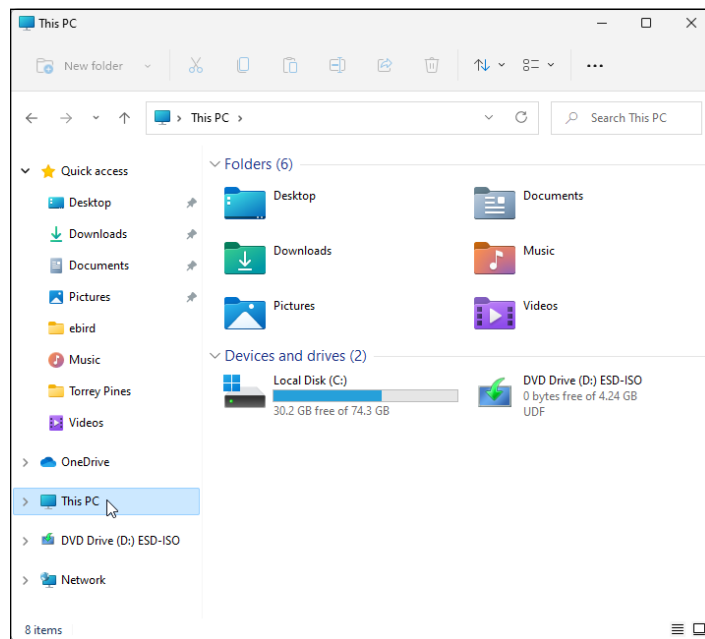 This PC
New folder
This PC
Search This PC
Quick access
Desktop
Downloads
Documents
Pictures
ebird
Music
Torrey Pines
Videos
OneDrive
This PC
DVD Drive (D:) ESD-ISO
Network
Folders (6)
Desktop
Documents
Downloads
Music
Pictures
Videos
Devices and drives (2)
Local Disk (C:)
30.2 GB free of 74.3 GB
DVD Drive (D:) ESD-ISO
0 bytes free of 4.24 GB
UDF
8 items